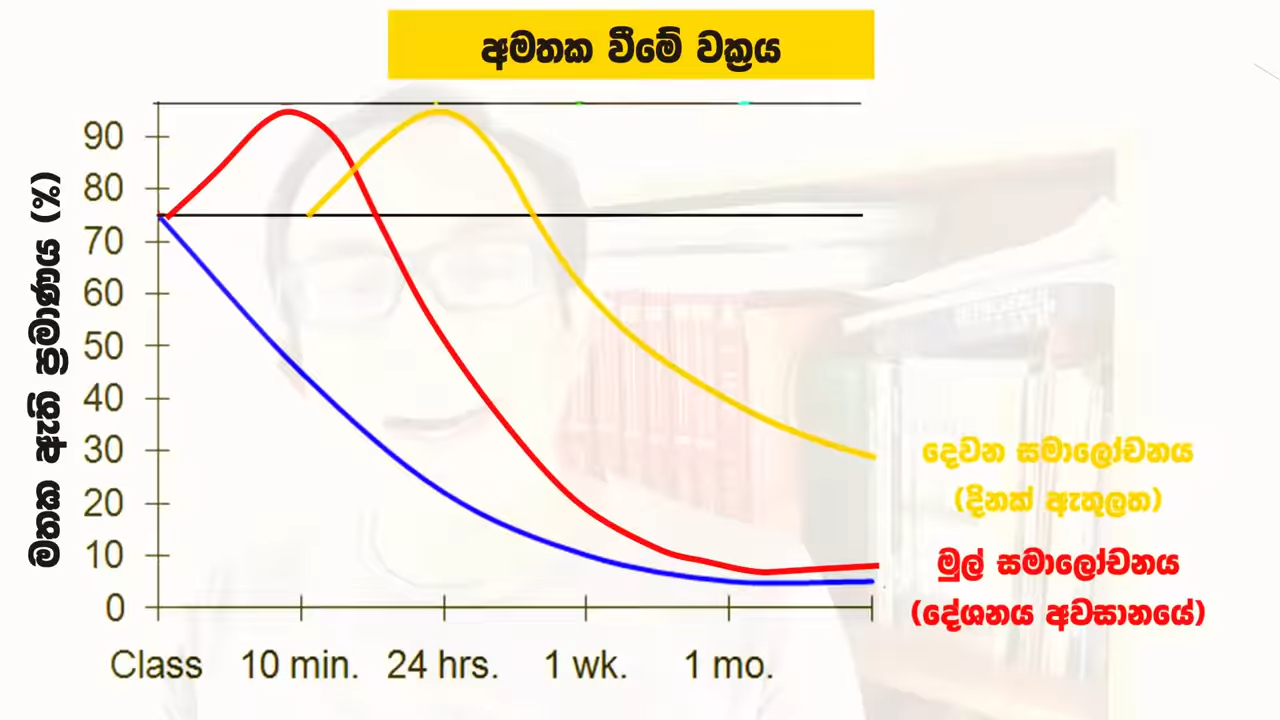 අමතක වීමේ වක්‍රය
මතක ඇති ප්‍රමාණය (%)
90
80
70
60
50
40
30
20
10
0
Class 10 min. 24 hrs. 1 wk. 1 mo.
දෙවන සමාලෝචනය
(දිනක් ඇතුලත)
මුල් සමාලෝචනය
(දේශනය අවසානයේ)